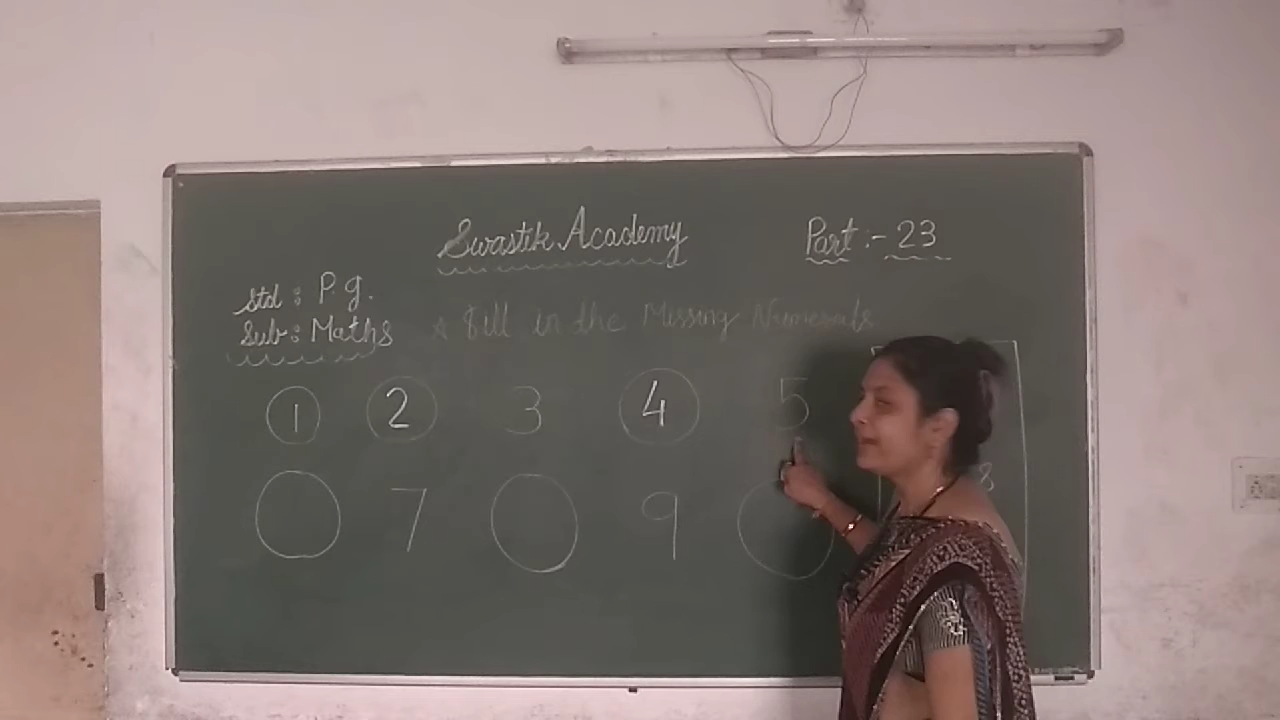 Swastik Academy
Part :- 23
Std : P.g.
Sub : Maths
☆ Fill in the Missing Numerals
1 2 3 4 5
7 9
8